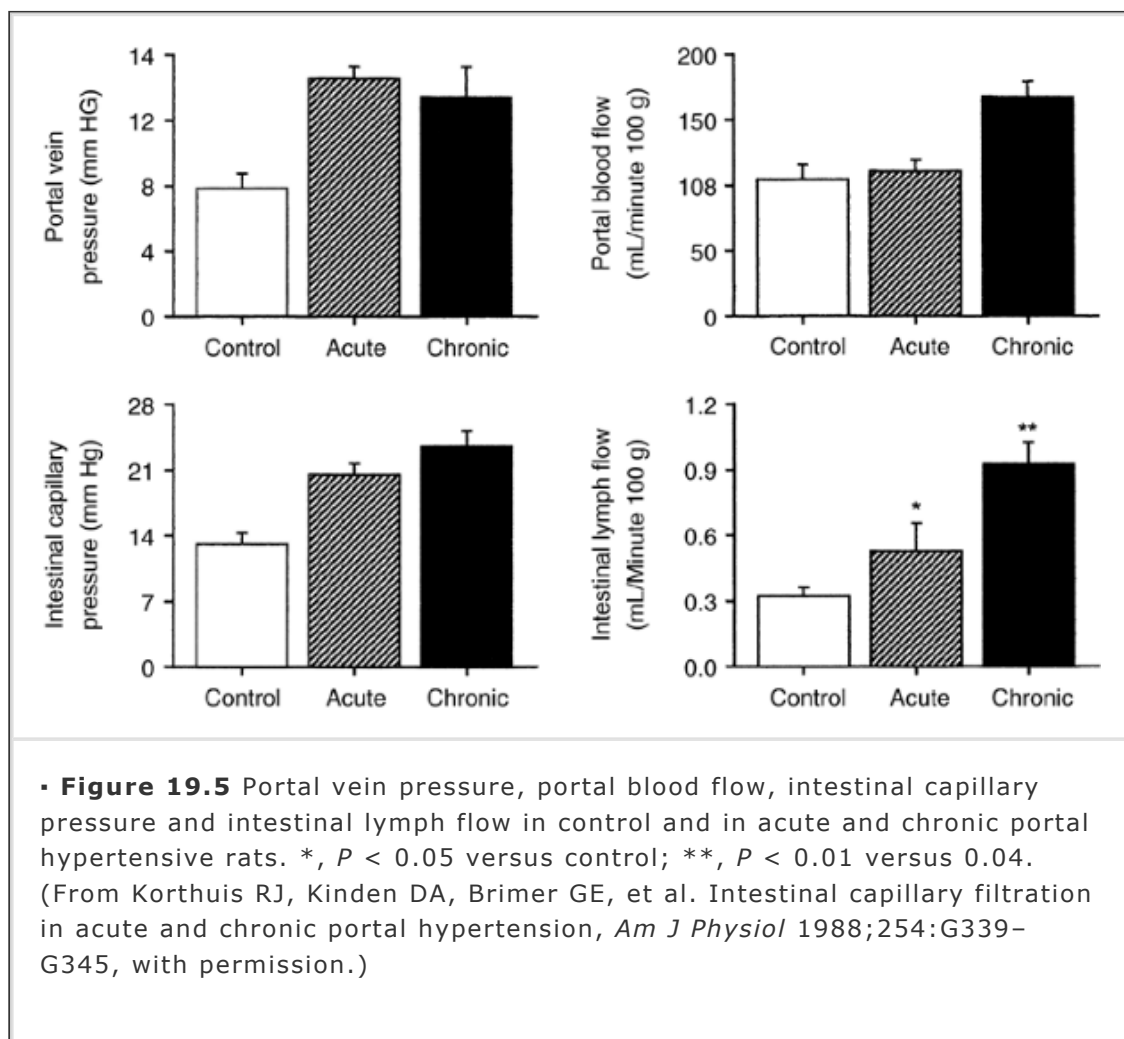 14
12
8
4
0
Portal vein
pressure (mm HG)
Control Acute Chronic
200
150
108
50
0
Portal blood flow
(mL/minute 100 g)
Control Acute Chronic
28
21
14
7
0
Intestinal capillary
pressure (mm Hg)
Control Acute Chronic
1.2
0.9
0.6
0.3
0.0
Intestinal lymph flow
(mL/Minute 100 g)
*
**
Control Acute Chronic
▪ Figure 19.5 Portal vein pressure, portal blood flow, intestinal capillary
pressure and intestinal lymph flow in control and in acute and chronic portal
hypertensive rats. *, P < 0.05 versus control; **, P < 0.01 versus 0.04.
(From Korthuis RJ, Kinden DA, Brimer GE, et al. Intestinal capillary filtration
in acute and chronic portal hypertension, Am J Physiol 1988;254:G339–
G345, with permission.)